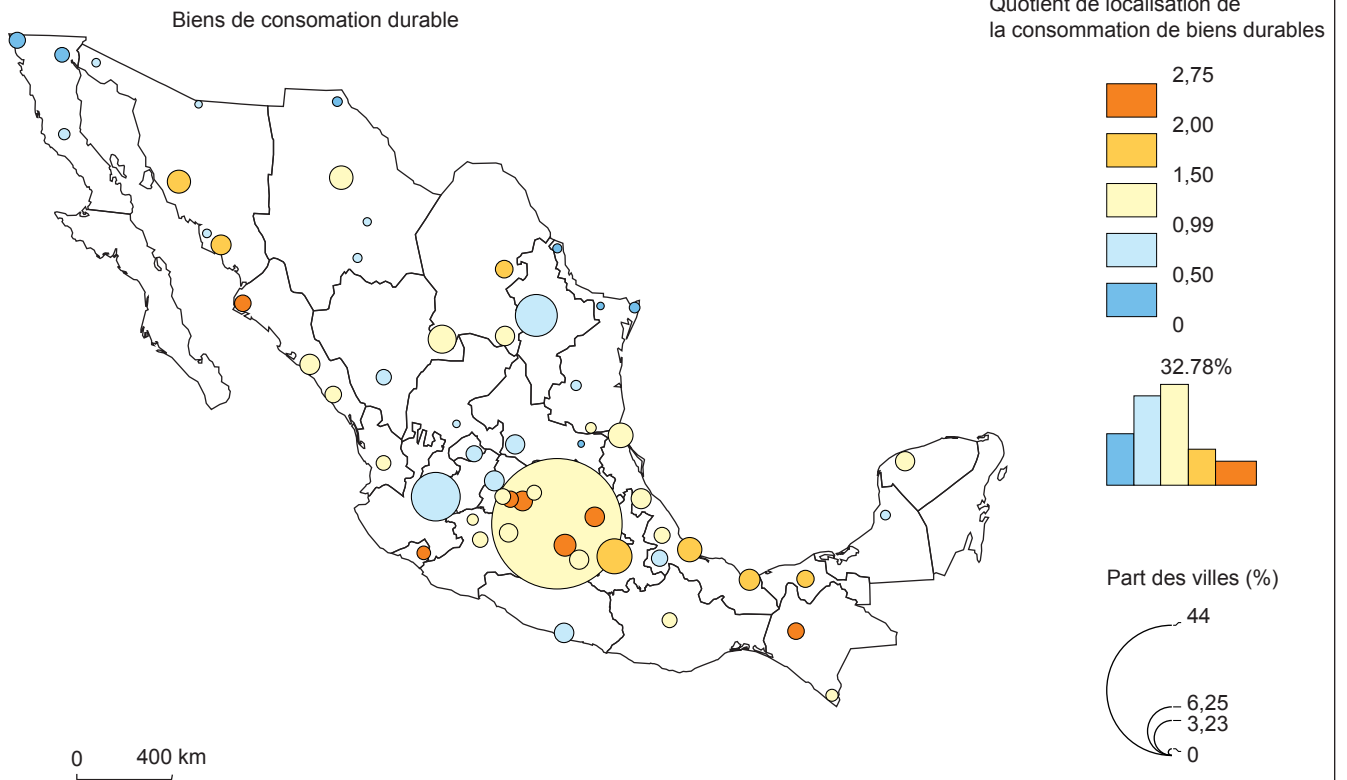 Biens de consomation durable
Quotient de localisation de
la consommation de biens durables
2,75
2,00
1,50
0,99
0,50
0
32.78%
Part des villes (%)
44
6,25
3,23
0
0 400 km